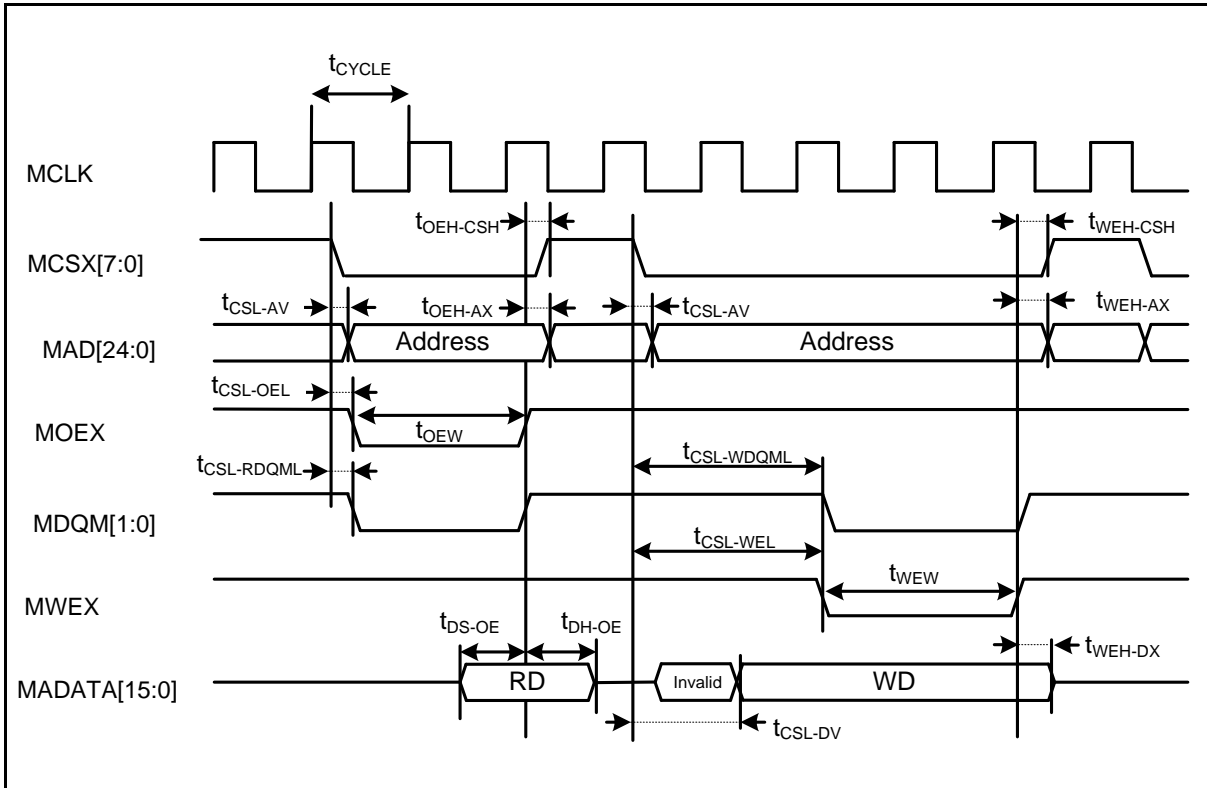 tCYCLE
MCLK
tOEH-CSH
tWEH-CSH
MCSX[7:0]
tCSL-AV
tOEH-AX
tCSL-AV
tWEH-AX
MAD[24:0]
Address
Address
tCSL-OEL
MOEX
tOEW
tCSL-RDQML
tCSL-WDQML
MDQM[1:0]
tCSL-WEL
tWEW
MWEX
tDS-OE
tDH-OE
tWEH-DX
MADATA[15:0]
RD
Invalid
WD
tCSL-DV